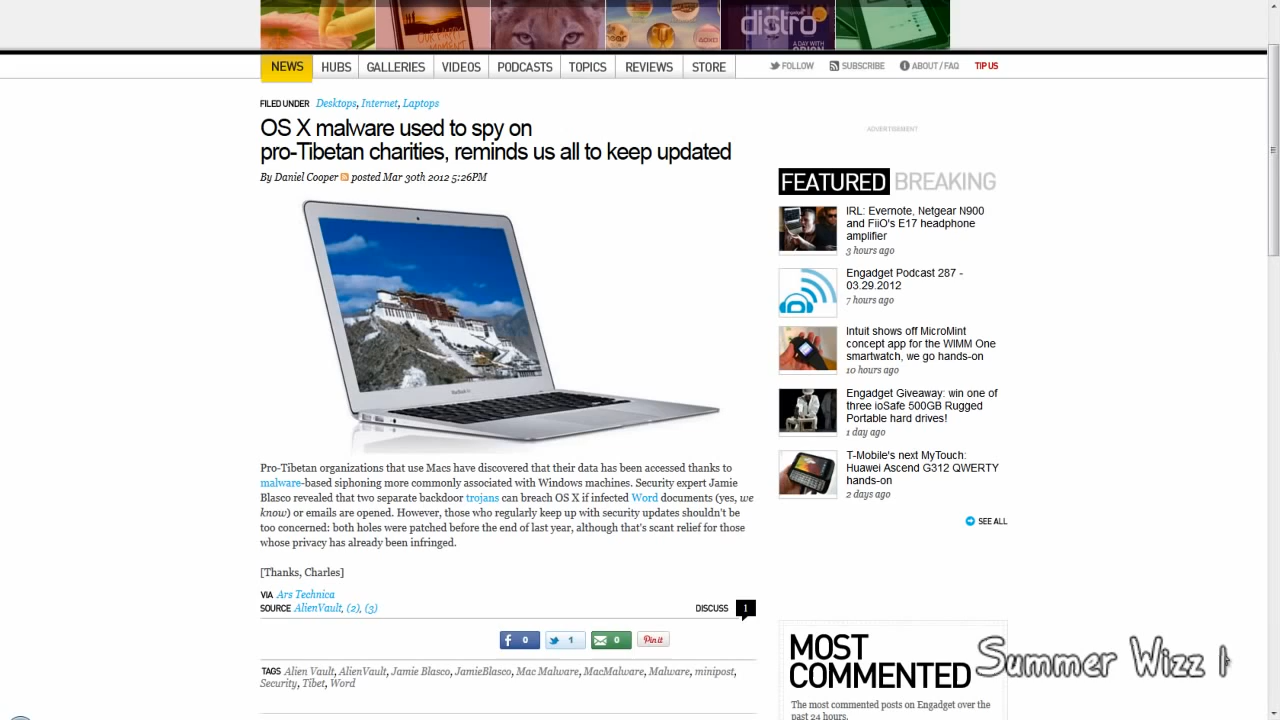 distro
A DAY WITH
NEWS HUBS GALLERIES VIDEOS PODCASTS TOPICS REVIEWS STORE FOLLOW SUBSCRIBE ABOUT / FAQ TIP US
FILED UNDER Desktops, Internet, Laptops
OS X malware used to spy on
pro-Tibetan charities, reminds us all to keep updated
By Daniel Cooper posted Mar 30th 2012 5:26PM
Pro-Tibetan organizations that use Macs have discovered that their data has been accessed thanks to
malware-based siphoning more commonly associated with Windows machines. Security expert Jamie
Blasco revealed that two separate backdoor trojans can breach OS X if infected Word documents (yes, we
know) or emails are opened. However, those who regularly keep up with security updates shouldn't be
too concerned: both holes were patched before the end of last year, although that's scant relief for those
whose privacy has already been infringed.
[Thanks, Charles]
VIA Ars Technica
SOURCE AlienVault, (2), (3)
DISCUSS 1
f 0 1 0 Pin it
TAGS Alien Vault, AlienVault, Jamie Blasco, JamieBlasco, Mac Malware, MacMalware, Malware, minipost,
Security, Tibet, Word
ADVERTISEMENT
FEATURED BREAKING
IRL: Evernote, Netgear N900
and FiiO's E17 headphone
amplifier
3 hours ago
Engadget Podcast 287 -
03.29.2012
7 hours ago
Intuit shows off MicroMint
concept app for the WIMM One
smartwatch, we go hands-on
10 hours ago
Engadget Giveaway: win one of
three ioSafe 500GB Rugged
Portable hard drives!
1 day ago
T-Mobile's next MyTouch:
Huawei Ascend G312 QWERTY
hands-on
2 days ago
SEE ALL
MOST
COMMENTED
The most commented posts on Engadget over the
past 24 hours.
Summer Wizz